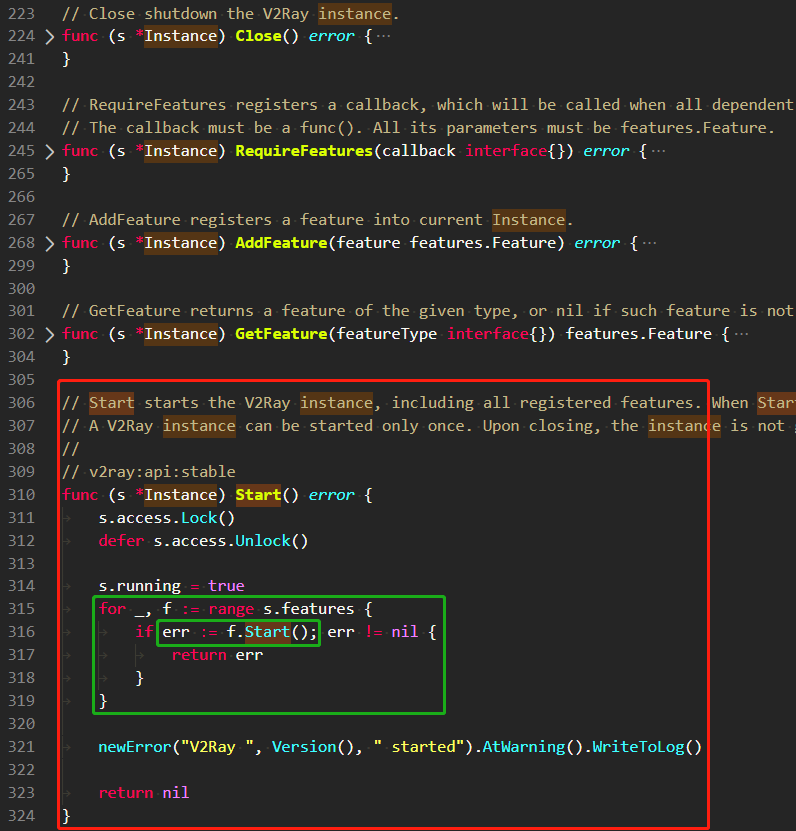 223 // Close shutdown the V2Ray instance.
224 func (s *Instance) Close() error { ⋯
241 }
242
243 // RequireFeatures registers a callback, which will be called when all dependent
244 // The callback must be a func(). All its parameters must be features.Feature.
245 func (s *Instance) RequireFeatures(callback interface{}) error { ⋯
265 }
266
267 // AddFeature registers a feature into current Instance.
268 func (s *Instance) AddFeature(feature features.Feature) error { ⋯
299 }
300
301 // GetFeature returns a feature of the given type, or nil if such feature is not
302 func (s *Instance) GetFeature(featureType interface{}) features.Feature { ⋯
304 }
305
306 // Start starts the V2Ray instance, including all registered features. When Star
307 // A V2Ray instance can be started only once. Upon closing, the instance is not
308 //
309 // v2ray:api:stable
310 func (s *Instance) Start() error {
311 s.access.Lock()
312 defer s.access.Unlock()
313
314 s.running = true
315 for _, f := range s.features {
316 if err := f.Start(); err != nil {
317 return err
318 }
319 }
320
321 newError("V2Ray ", Version(), " started").AtWarning().WriteToLog()
322
323 return nil
324 }